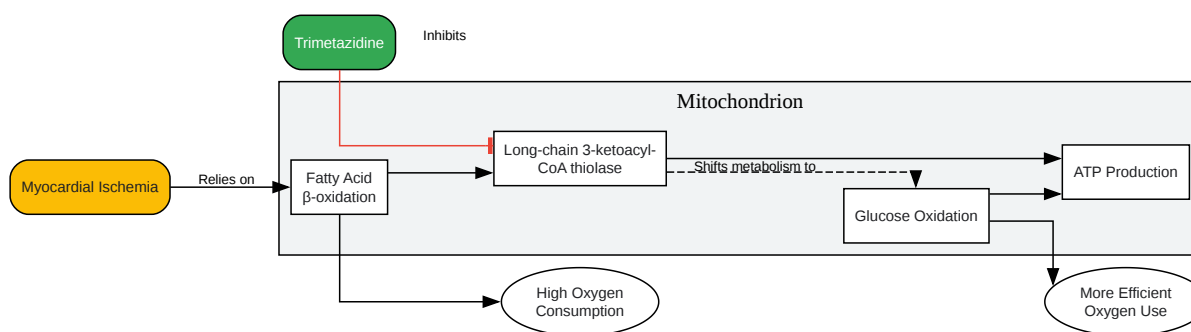 Trimetazidine
Inhibits
Mitochondrion
Long-chain 3-ketoacyl-
CoA thiolase
Shifts metabolism to
ATP Production
Myocardial Ischemia
Relies on
Fatty Acid
β-oxidation
Glucose Oxidation
High Oxygen
Consumption
More Efficient
Oxygen Use